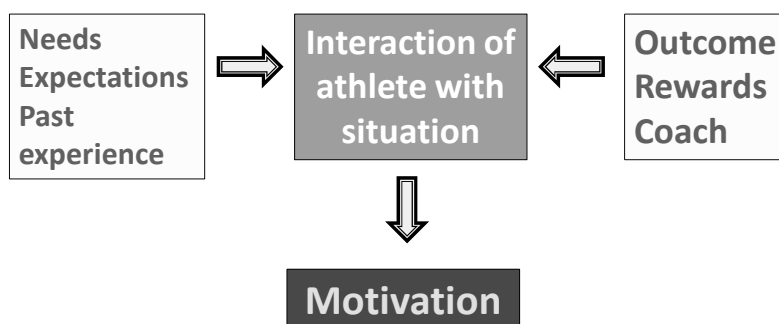 Needs
Expectations
Past
experience
Interaction of
athlete with
situation
Outcome
Rewards
Coach
Motivation